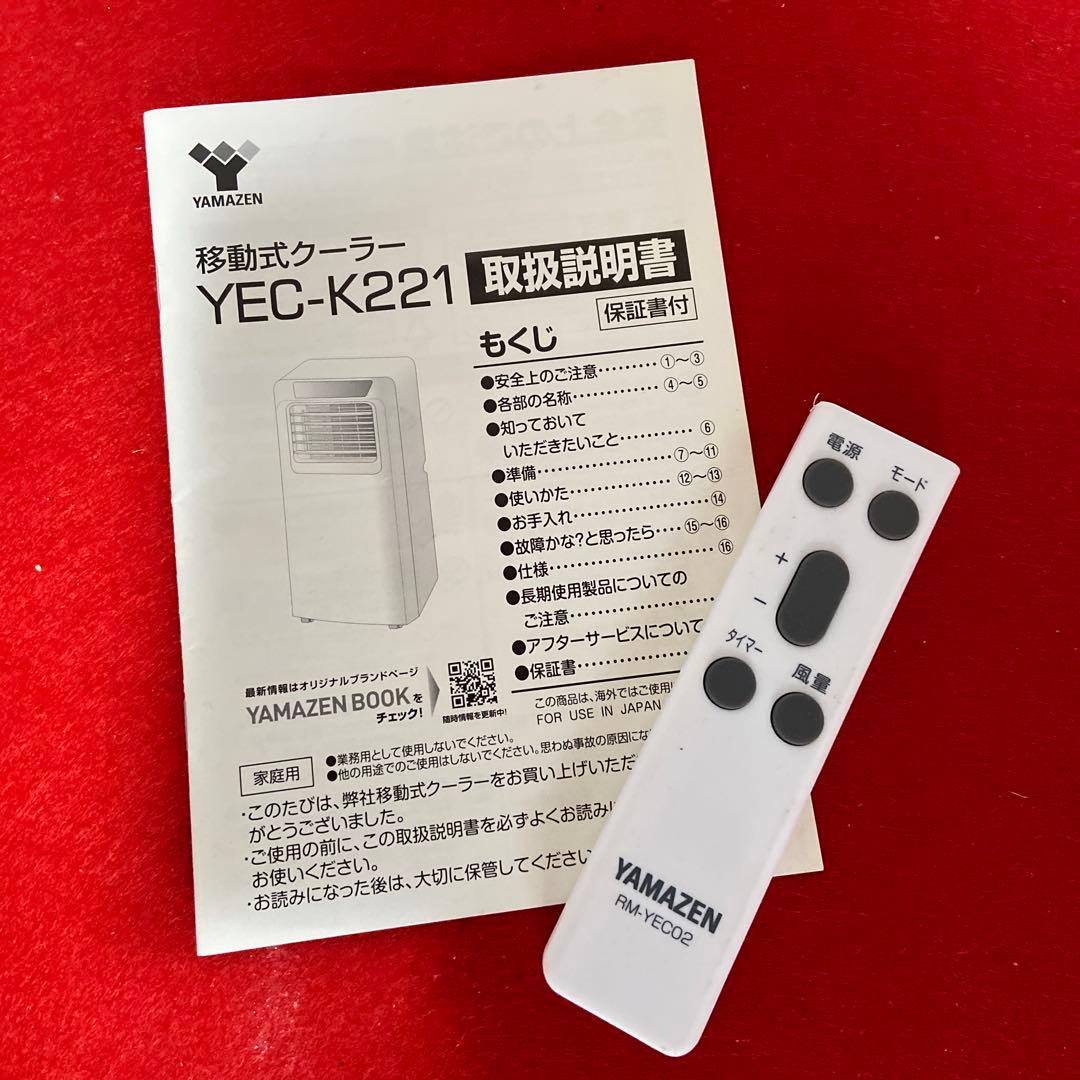 YAMAZEN
移動式クーラー
YEC-K221
取扱説明書
保証書付
もくじ
●安全上のご注意………①～③
●各部の名称…………④～⑤
●知っておいて
いただきたいこと…………⑥
●準備………………⑦～⑪
●使いかた……………⑫～⑬
●お手入れ………………⑭
●故障かな?と思ったら……⑮～⑯
●仕様…………………⑯
●長期使用製品についての
ご注意………………
●アフターサービスについて
●保証書………………
最新情報はオリジナルブランドページ
YAMAZEN BOOKを
チェック!
随時情報を更新中!
この商品は、海外ではご使用に
FOR USE IN JAPAN
家庭用
●業務用として使用しないでください。
●他の用途でのご使用はしないでください。思わぬ事故の原因にな
・このたびは、弊社移動式クーラーをお買い上げいただ
がとうございました。
・ご使用の前に、この取扱説明書を必ずよくお読みに
お使いください。
・お読みになった後は、大切に保管してください
電源
モード
+
−
タイマー
風量
YAMAZEN
RM-YEC02